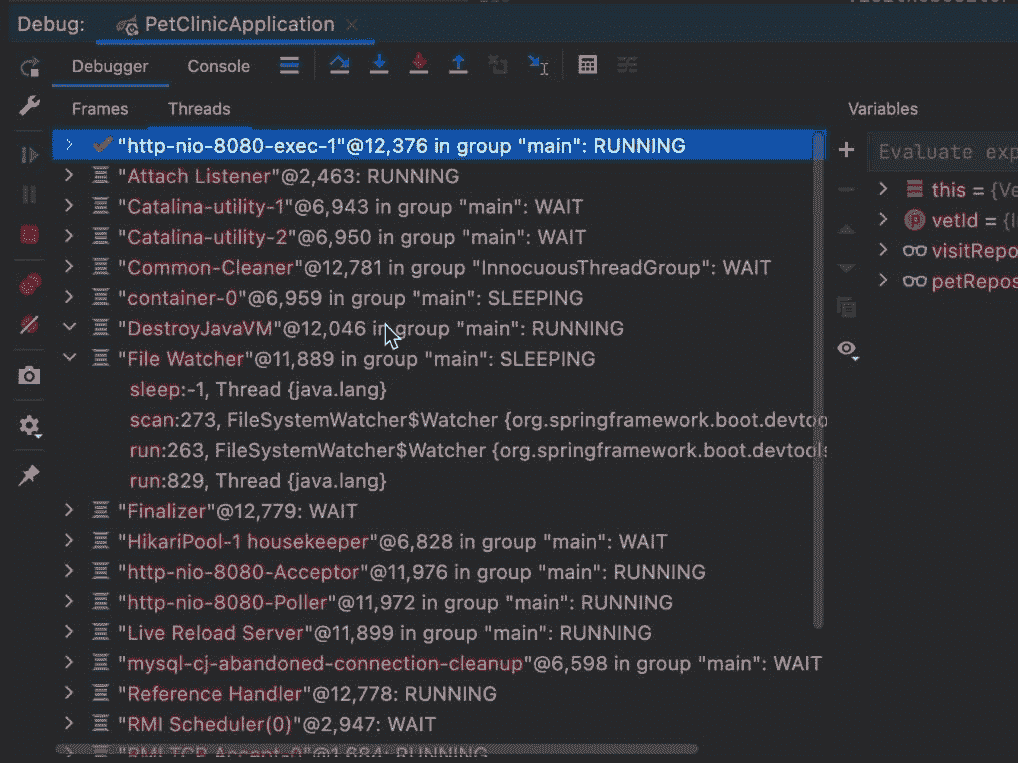 Debug: PetClinicApplication
Debugger Console
Frames Threads
Variables
"http-nio-8080-exec-1"@12,376 in group "main": RUNNING
"Attach Listener"@2,463: RUNNING
"Catalina-utility-1"@6,943 in group "main": WAIT
"Catalina-utility-2"@6,950 in group "main": WAIT
"Common-Cleaner"@12,781 in group "InnocuousThreadGroup": WAIT
"container-0"@6,959 in group "main": SLEEPING
"DestroyJavaVM"@12,046 in group "main": RUNNING
"File Watcher"@11,889 in group "main": SLEEPING
sleep:-1, Thread {java.lang}
scan:273, FileSystemWatcher$Watcher {org.springframework.boot.devtoo
run:263, FileSystemWatcher$Watcher {org.springframework.boot.devtools
run:829, Thread {java.lang}
"Finalizer"@12,779: WAIT
"HikariPool-1 housekeeper"@6,828 in group "main": WAIT
"http-nio-8080-Acceptor"@11,976 in group "main": RUNNING
"http-nio-8080-Poller"@11,972 in group "main": RUNNING
"Live Reload Server"@11,899 in group "main": RUNNING
"mysql-cj-abandoned-connection-cleanup"@6,598 in group "main": WAIT
"Reference Handler"@12,778: RUNNING
"RMI Scheduler(0)"@2,947: WAIT
"RMI TCP Accept-0"@1,684: RUNNING
Evaluate exp
this = {Ve
vetId = {I
visitRepo
petRepos